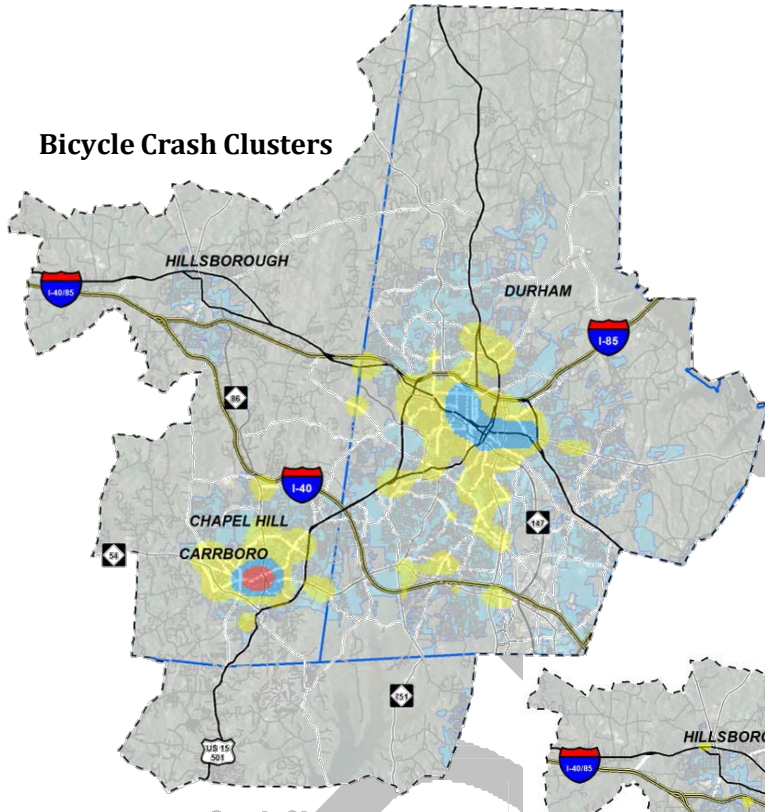 Bicycle Crash Clusters
HILLSBOROUGH
I-40/85
DURHAM
I-85
86
I-40
CHAPEL HILL
147
CARRBORO
54
751
US 15
501
HILLSBORO
I-40/85